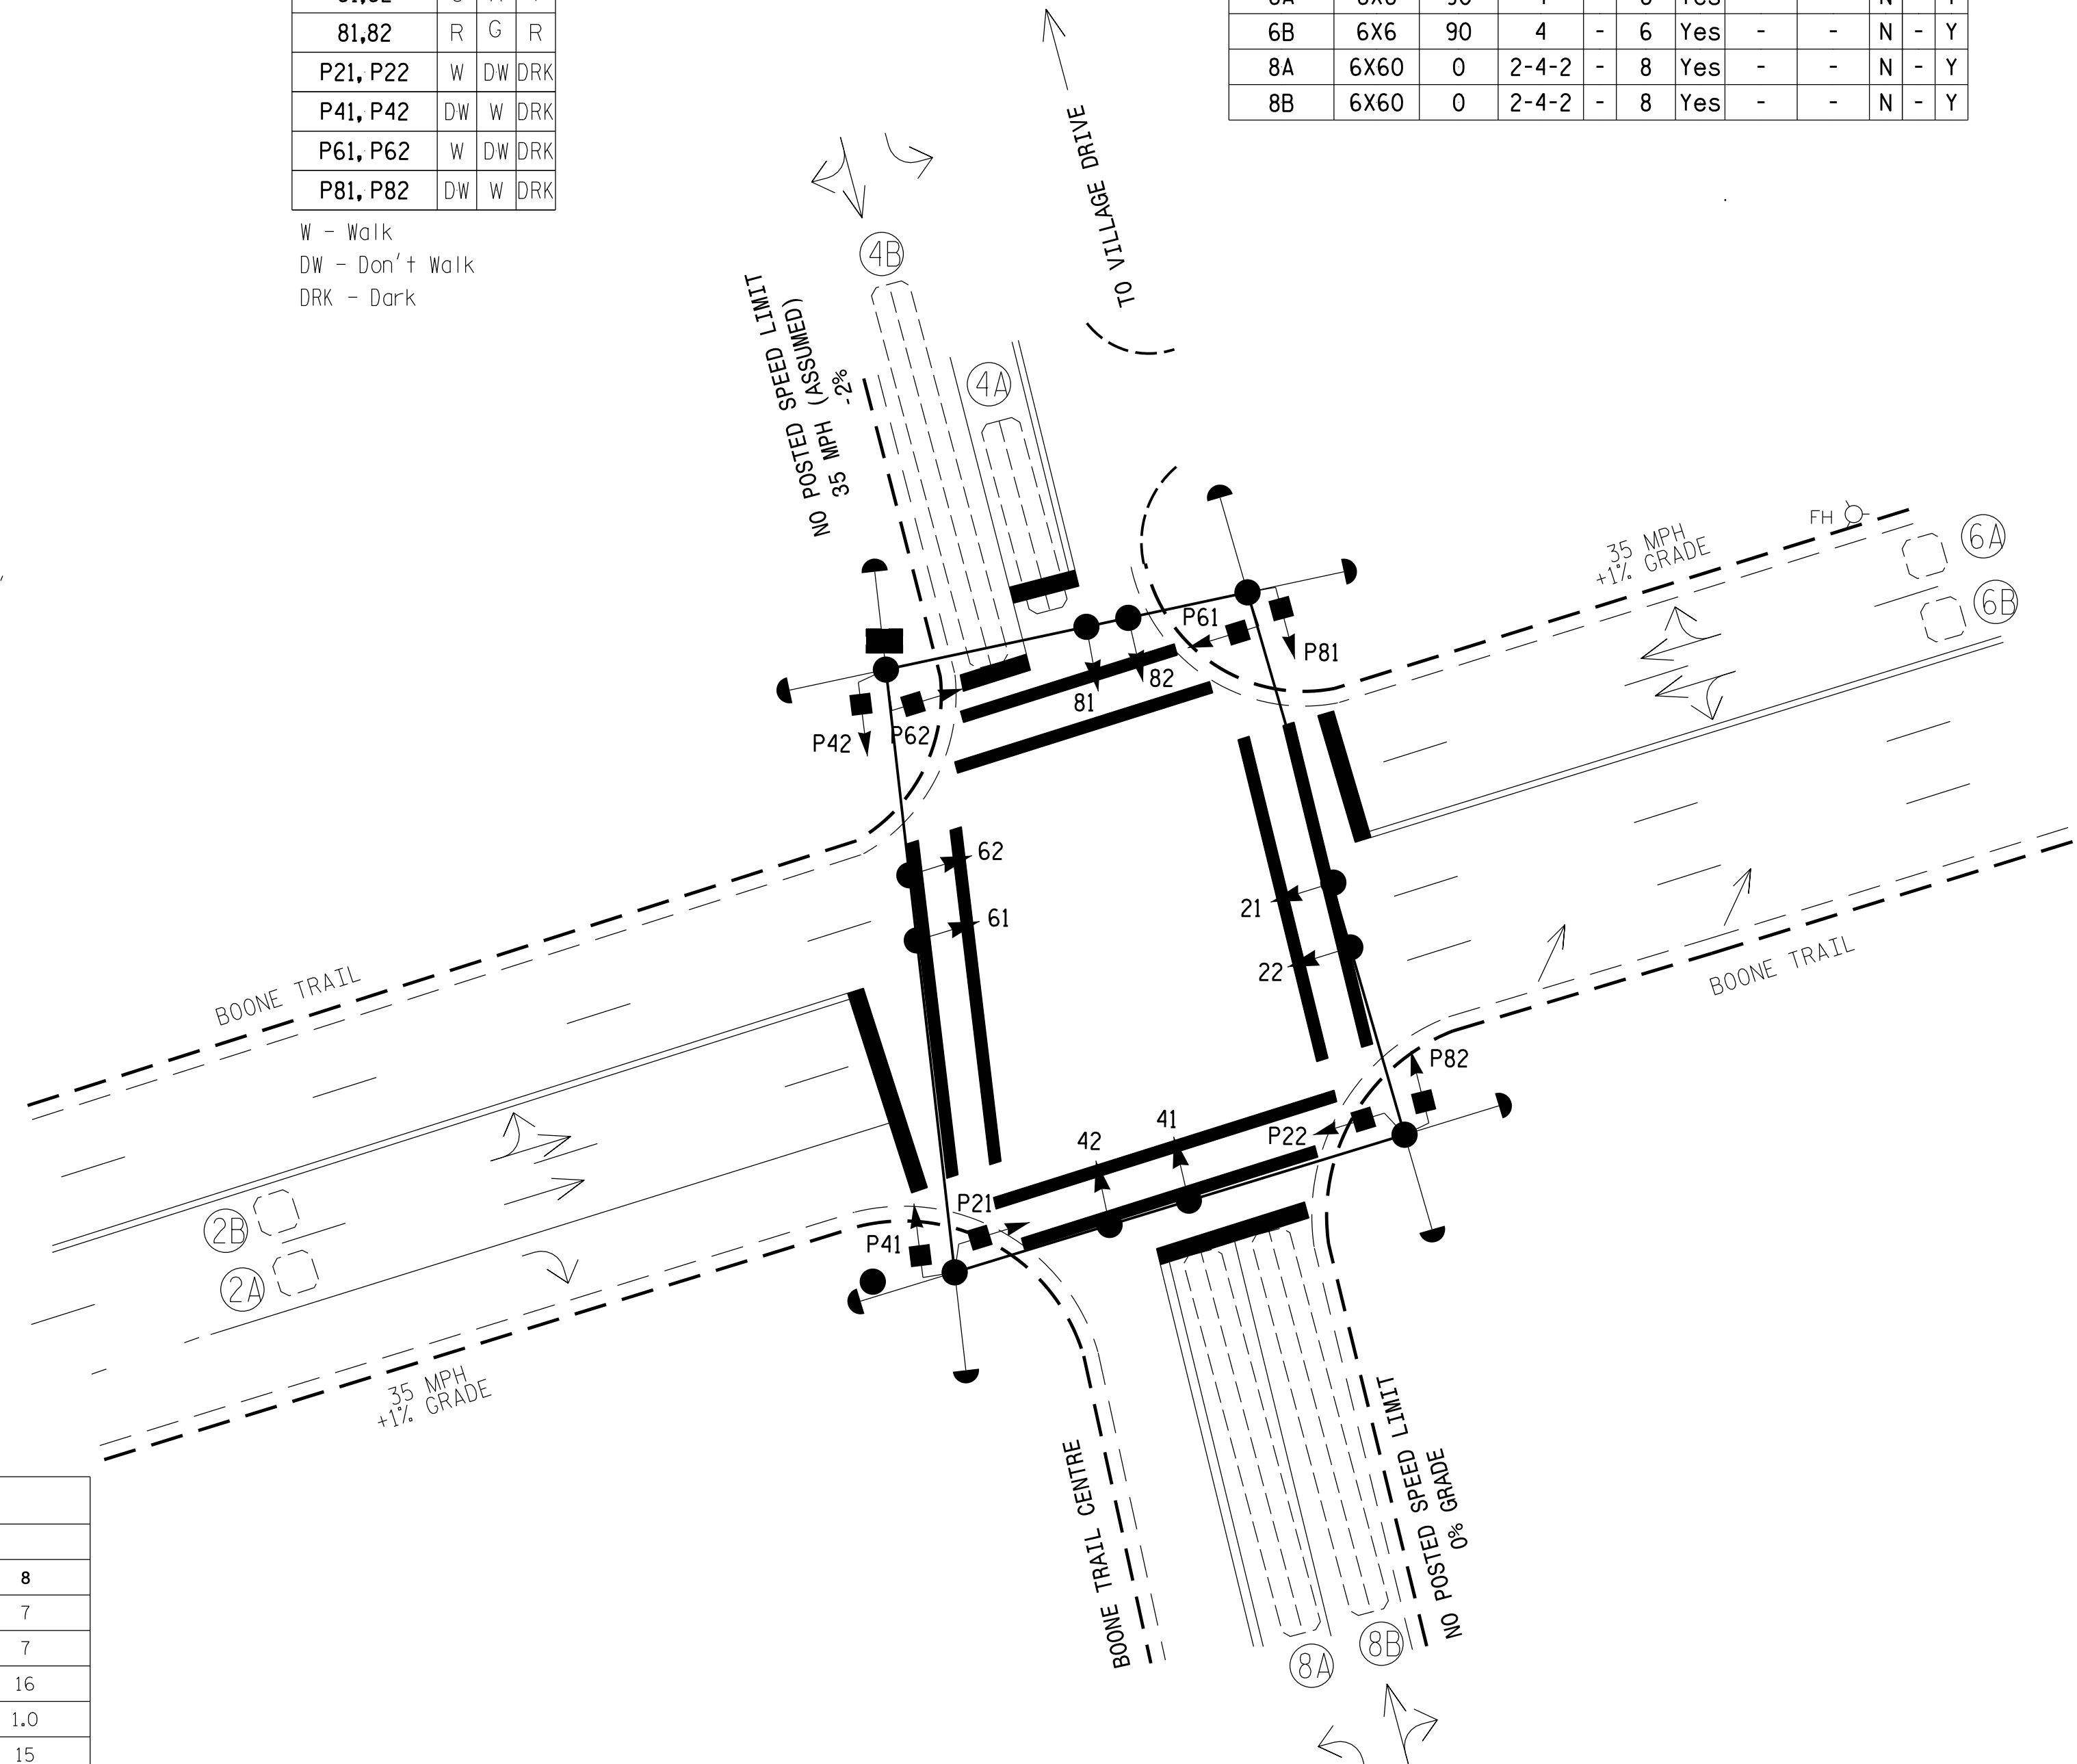 81,82 R G R
P21, P22 W DW DRK
P41, P42 DW W DRK
P61, P62 W DW DRK
P81, P82 DW W DRK
W - Walk
DW - Don't Walk
DRK - Dark
6B 6X6 90 4 - 6 Yes - - N - Y
8A 6X60 0 2-4-2 - 8 Yes - - N - Y
8B 6X60 0 2-4-2 - 8 Yes - - N - Y
TO VILLAGE DRIVE
4B
NO POSTED SPEED LIMIT
35 MPH (ASSUMED)
-2%
4A
FH
6A
6B
35 MPH
+1% GRADE
P61
P81
82
81
P42
P62
62
61
21
22
BOONE TRAIL
BOONE TRAIL
P82
P22
41
42
P21
P41
2B
2A
35 MPH
+1% GRADE
BOONE TRAIL CENTRE
NO POSTED SPEED LIMIT
0% GRADE
8A
8B
8
7
7
16
1.0
15